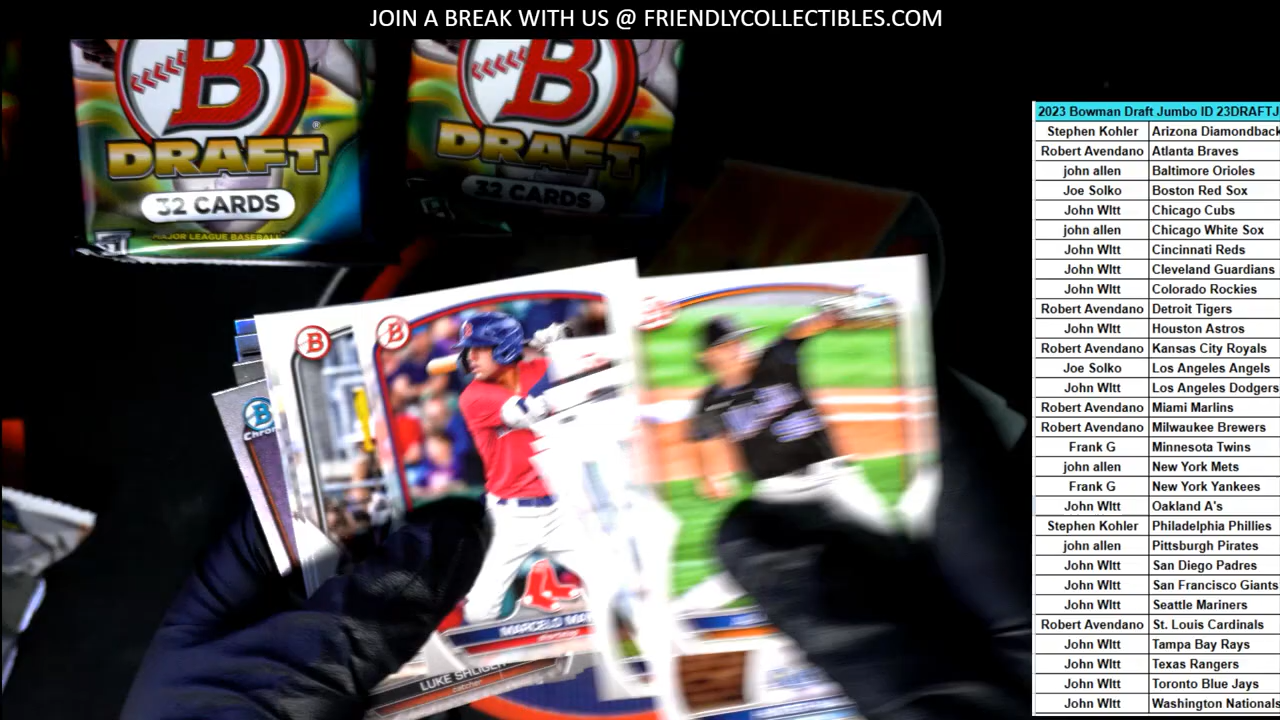 JOIN A BREAK WITH US @ FRIENDLYCOLLECTIBLES.COM
B
DRAFT
32 CARDS
MAJOR LEAGUE BASEBALL
B
DRAFT
32 CARDS
B
B
B
Chro
MARCELO MA
LUKE SHLIGER
catcher
2023 Bowman Draft Jumbo ID 23DRAFTJ
Stephen Kohler Arizona Diamondback
Robert Avendano Atlanta Braves
john allen Baltimore Orioles
Joe Solko Boston Red Sox
John WItt Chicago Cubs
john allen Chicago White Sox
John WItt Cincinnati Reds
John WItt Cleveland Guardians
John WItt Colorado Rockies
Robert Avendano Detroit Tigers
John WItt Houston Astros
Robert Avendano Kansas City Royals
Joe Solko Los Angeles Angels
John WItt Los Angeles Dodgers
Robert Avendano Miami Marlins
Robert Avendano Milwaukee Brewers
Frank G Minnesota Twins
john allen New York Mets
Frank G New York Yankees
John WItt Oakland A's
Stephen Kohler Philadelphia Phillies
john allen Pittsburgh Pirates
John WItt San Diego Padres
John WItt San Francisco Giants
John WItt Seattle Mariners
Robert Avendano St. Louis Cardinals
John WItt Tampa Bay Rays
John WItt Texas Rangers
John WItt Toronto Blue Jays
John WItt Washington Nationals